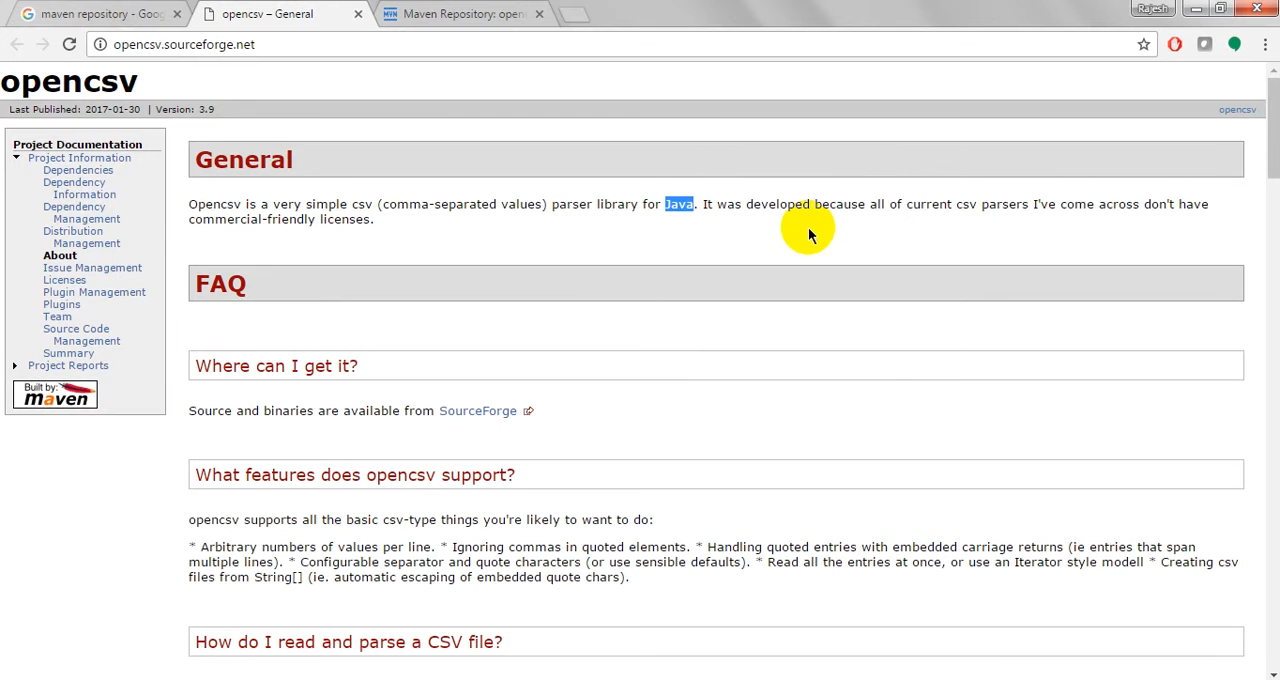 maven repository - Goo
opencsv – General
Maven Repository: open
Rajesh
opencsv.sourceforge.net
opencsv
Last Published: 2017-01-30 | Version: 3.9
opencsv
Project Documentation
Project Information
Dependencies
Dependency
Information
Dependency
Management
Distribution
Management
About
Issue Management
Licenses
Plugin Management
Plugins
Team
Source Code
Management
Summary
Project Reports
Built by:
maven
General
Opencsv is a very simple csv (comma-separated values) parser library for Java. It was developed because all of current csv parsers I've come across don't have
commercial-friendly licenses.
FAQ
Where can I get it?
Source and binaries are available from SourceForge
What features does opencsv support?
opencsv supports all the basic csv-type things you're likely to want to do:
* Arbitrary numbers of values per line. * Ignoring commas in quoted elements. * Handling quoted entries with embedded carriage returns (ie entries that span
multiple lines). * Configurable separator and quote characters (or use sensible defaults). * Read all the entries at once, or use an Iterator style modell * Creating csv
files from String[] (ie. automatic escaping of embedded quote chars).
How do I read and parse a CSV file?